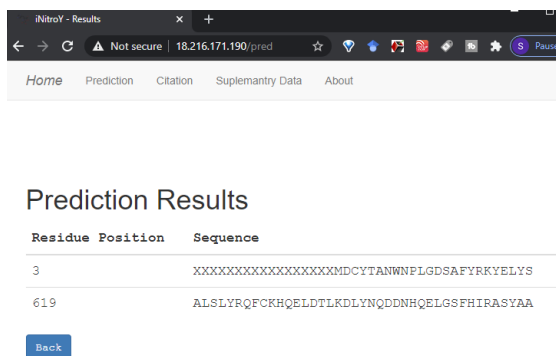 iNitroY - Results
Not secure 18.216.171.190/pred S Pause
Home Prediction Citation Suplemantry Data About
Prediction Results
Residue Position Sequence
3 XXXXXXXXXXXXXXXXXMDCYTANWNPLGDSAFYRKYELYS
619 ALSLYRQFCKHQELDTLKDLYNQDDNHQELGSFHIRASYAA
Back